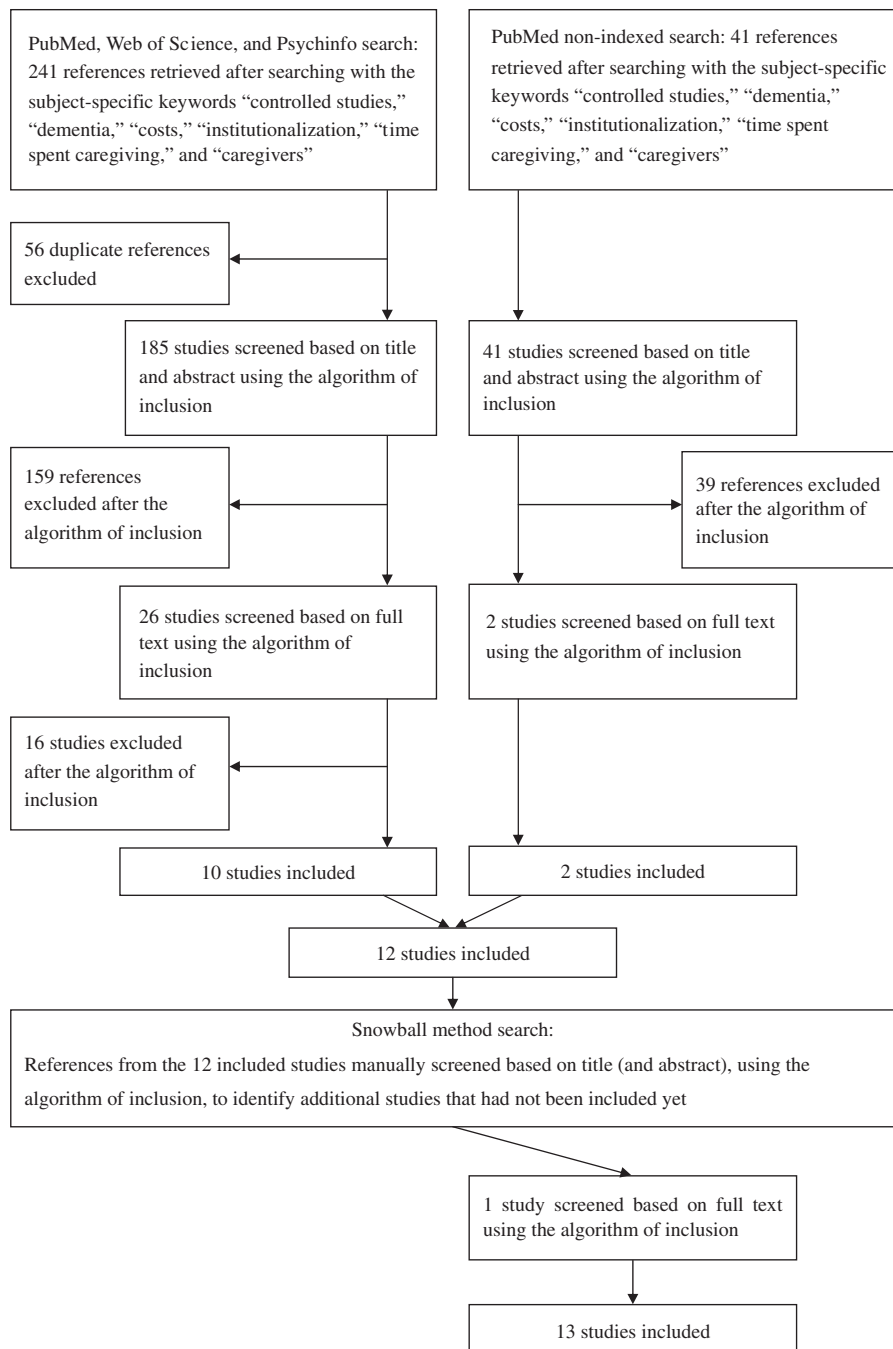 PubMed, Web of Science, and Psychinfo search:
241 references retrieved after searching with the
subject-specific keywords “controlled studies,”
“dementia,” “costs,” “institutionalization,” “time
spent caregiving,” and “caregivers”
PubMed non-indexed search: 41 references
retrieved after searching with the subject-specific
keywords “controlled studies,” “dementia,”
“costs,” “institutionalization,” “time spent
caregiving,” and “caregivers”
56 duplicate references
excluded
185 studies screened based on title
and abstract using the algorithm of
inclusion
41 studies screened based on title
and abstract using the algorithm of
inclusion
159 references
excluded after the
algorithm of inclusion
39 references excluded
after the algorithm of
inclusion
26 studies screened based on full
text using the algorithm of
inclusion
2 studies screened based on full text
using the algorithm of inclusion
16 studies excluded
after the algorithm of
inclusion
10 studies included
2 studies included
12 studies included
Snowball method search:
References from the 12 included studies manually screened based on title (and abstract), using the
algorithm of inclusion, to identify additional studies that had not been included yet
1 study screened based on full text
using the algorithm of inclusion
13 studies included